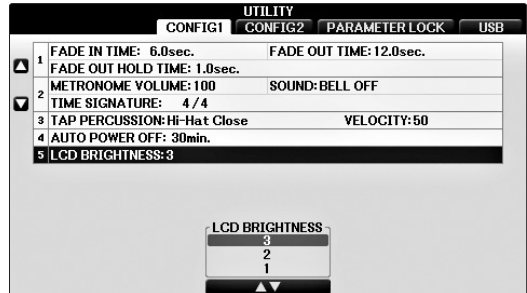 UTILITY
CONFIG1 CONFIG2 PARAMETER LOCK USB
1 FADE IN TIME: 6.0sec. FADE OUT TIME:12.0sec.
FADE OUT HOLD TIME: 1.0sec.
2 METRONOME VOLUME:100 SOUND:BELL OFF
TIME SIGNATURE: 4/4
3 TAP PERCUSSION:Hi-Hat Close VELOCITY:50
4 AUTO POWER OFF: 30min.
5 LCD BRIGHTNESS:3
LCD BRIGHTNESS
3
2
1